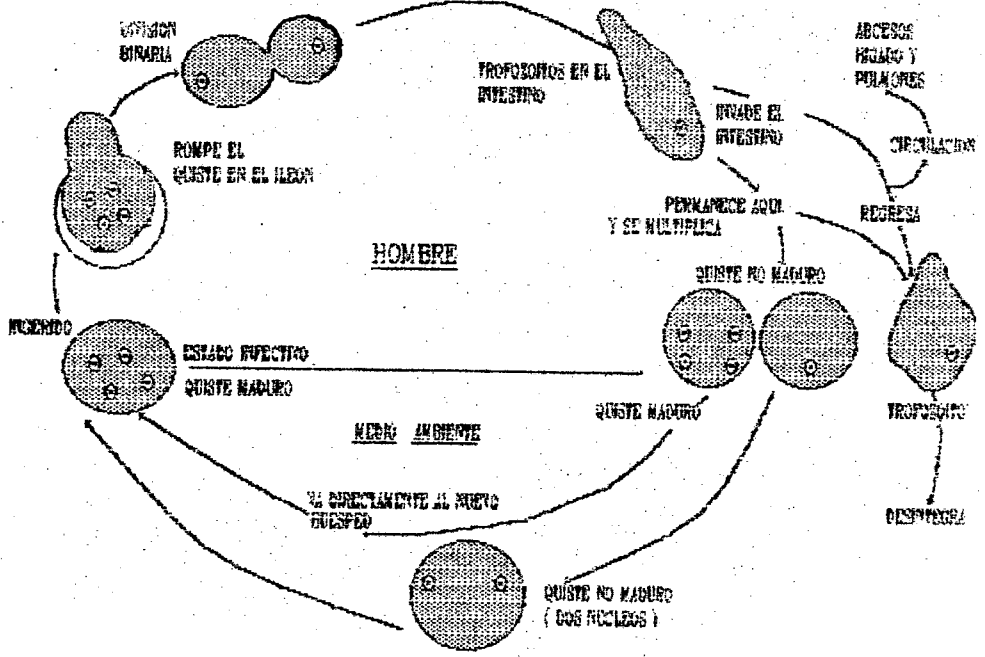 DIVISION
BINARIA
TROFOSOITOS EN EL
INTESTINO
ABCESOS
HIGADO Y
PULMONES
INVADE EL
INTESTINO
CIRCULACION
ROMPE EL
QUISTE EN EL ILEON
PERMANECE AQUI
Y SE MULTIPLICA
REGRESA
HOMBRE
QUISTE NO MADURO
INGERIDO
ESTADO INFECTIVO
QUISTE MADURO
QUISTE MADURO
TROFOSOITO
MEDIO AMBIENTE
VA DIRECTAMENTE AL NUEVO
HUESPED
DESINTEGRA
QUISTE NO MADURO
( DOS NUCLEOS )